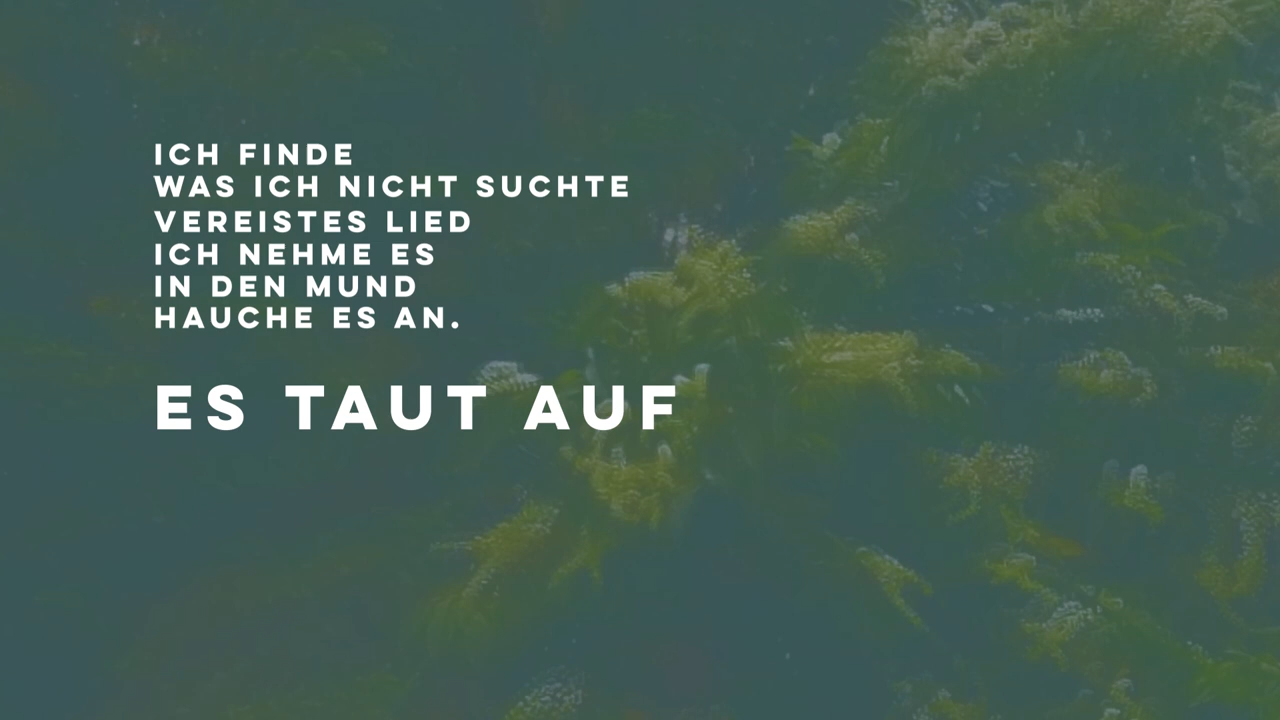 ICH FINDE
WAS ICH NICHT SUCHTE
VEREISTES LIED
ICH NEHME ES
IN DEN MUND
HAUCHE ES AN.
ES TAUT AUF